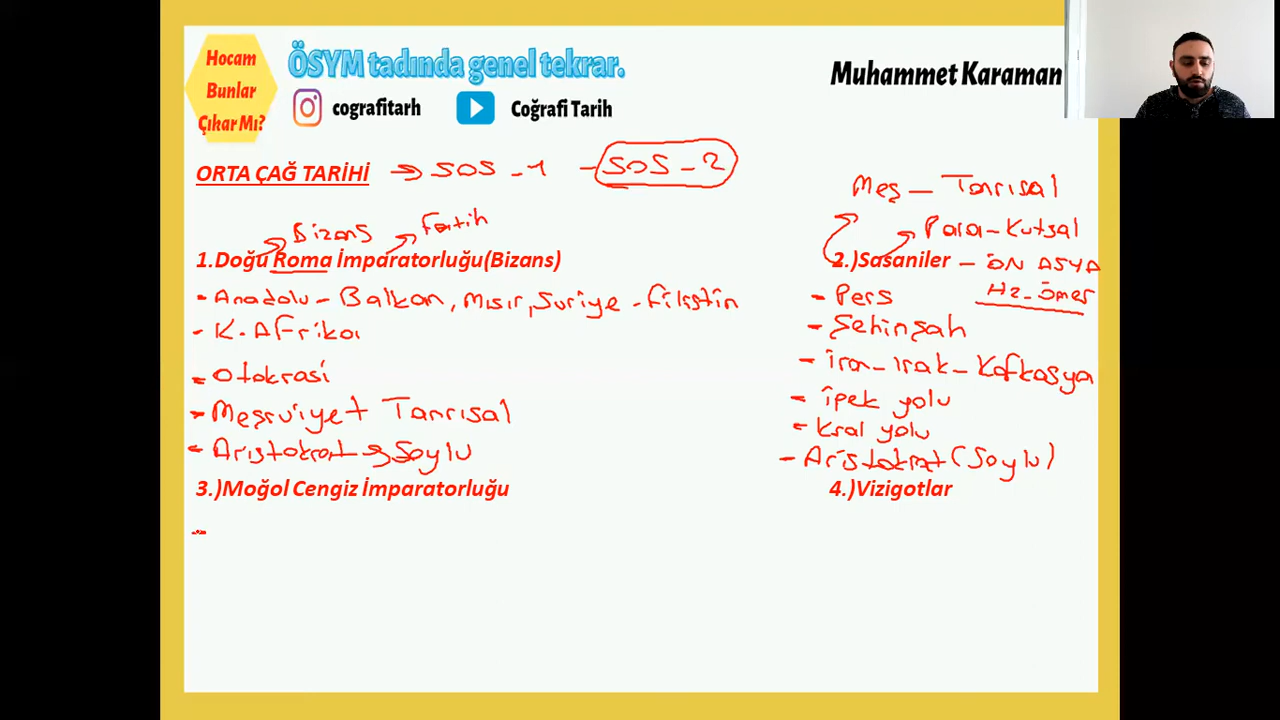 Hocam
Bunlar
Çıkar Mı?
ÖSYM tadında genel tekrar.
cografitarh
Coğrafi Tarih
Muhammet Karaman
ORTA ÇAĞ TARİHİ → SOS - 1 - SOS - 2
Bizans Fatih
1.Doğu Roma İmparatorluğu(Bizans)
- Anadolu - Balkan, Mısır, Suriye - Filistin
- K. Afrika
- Otokrasi
- Meşruiyet Tanrısal
- Aristokrat → Soylu
Meş - Tanrısal
Para - Kutsal
2.)Sasaniler - ÖN ASYA
- Pers Hz. Ömer
- Şehinşah
- İran - Irak - Kafkasya
- İpek yolu
- Kral yolu
- Aristokrat (Soylu)
3.)Moğol Cengiz İmparatorluğu
-
4.)Vizigotlar